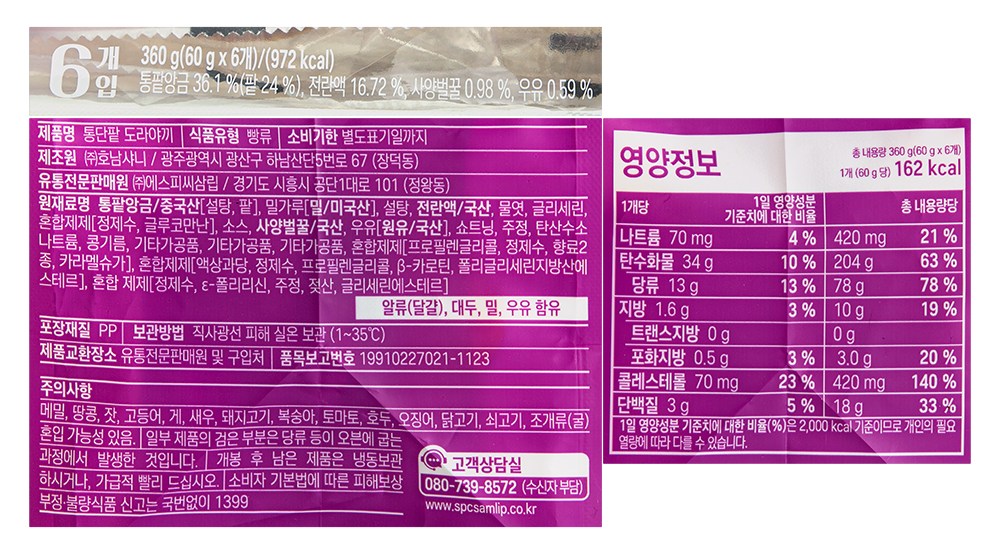 6개입 360 g(60 g x 6개)/(972 kcal)
통팥앙금 36.1 %(팥 24 %), 전란액 16.72 %, 사양벌꿀 0.98 %, 우유 0.59 %
제품명 통단팥 도라야끼 | 식품유형 빵류 | 소비기한 별도표기일까지
제조원 ㈜호남샤니 / 광주광역시 광산구 하남산단5번로 67 (장덕동)
유통전문판매원 ㈜에스피씨삼립 / 경기도 시흥시 공단1대로 101 (정왕동)
원재료명 통팥앙금/중국산[설탕, 팥], 밀가루[밀/미국산], 설탕, 전란액/국산, 물엿, 글리세린,
혼합제제[정제수, 글루코만난], 소스, 사양벌꿀/국산, 우유[원유/국산], 쇼트닝, 주정, 탄산수소
나트륨, 콩기름, 기타가공품, 기타가공품, 기타가공품, 혼합제제[프로필렌글리콜, 정제수, 향료2
종, 카라멜슈가], 혼합제제[액상과당, 정제수, 프로필렌글리콜, β-카로틴, 폴리글리세린지방산에
스테르], 혼합 제제[정제수, ε-폴리리신, 주정, 젖산, 글리세린에스테르]
알류(달걀), 대두, 밀, 우유 함유
포장재질 PP | 보관방법 직사광선 피해 실온 보관 (1~35℃)
제품교환장소 유통전문판매원 및 구입처 | 품목보고번호 19910227021-1123
주의사항
메밀, 땅콩, 잣, 고등어, 게, 새우, 돼지고기, 복숭아, 토마토, 호두, 오징어, 닭고기, 쇠고기, 조개류(굴)
혼입 가능성 있음. | 일부 제품의 검은 부분은 당류 등이 오븐에 굽는
과정에서 발생한 것입니다. | 개봉 후 남은 제품은 냉동보관
하시거나, 가급적 빨리 드십시오. | 소비자 기본법에 따른 피해보상
부정·불량식품 신고는 국번없이 1399
고객상담실
080-739-8572 (수신자 부담)
www.spcsamlip.co.kr
영양정보
총 내용량 360 g(60 g x 6개)
1개 (60 g 당) 162 kcal
1개당 1일 영양성분 기준치에 대한 비율 총 내용량당
나트륨 70 mg 4 % 420 mg 21 %
탄수화물 34 g 10 % 204 g 63 %
당류 13 g 13 % 78 g 78 %
지방 1.6 g 3 % 10 g 19 %
트랜스지방 0 g 0 g
포화지방 0.5 g 3 % 3.0 g 20 %
콜레스테롤 70 mg 23 % 420 mg 140 %
단백질 3 g 5 % 18 g 33 %
1일 영양성분 기준치에 대한 비율(%)은 2,000 kcal 기준이므로 개인의 필요
열량에 따라 다를 수 있습니다.